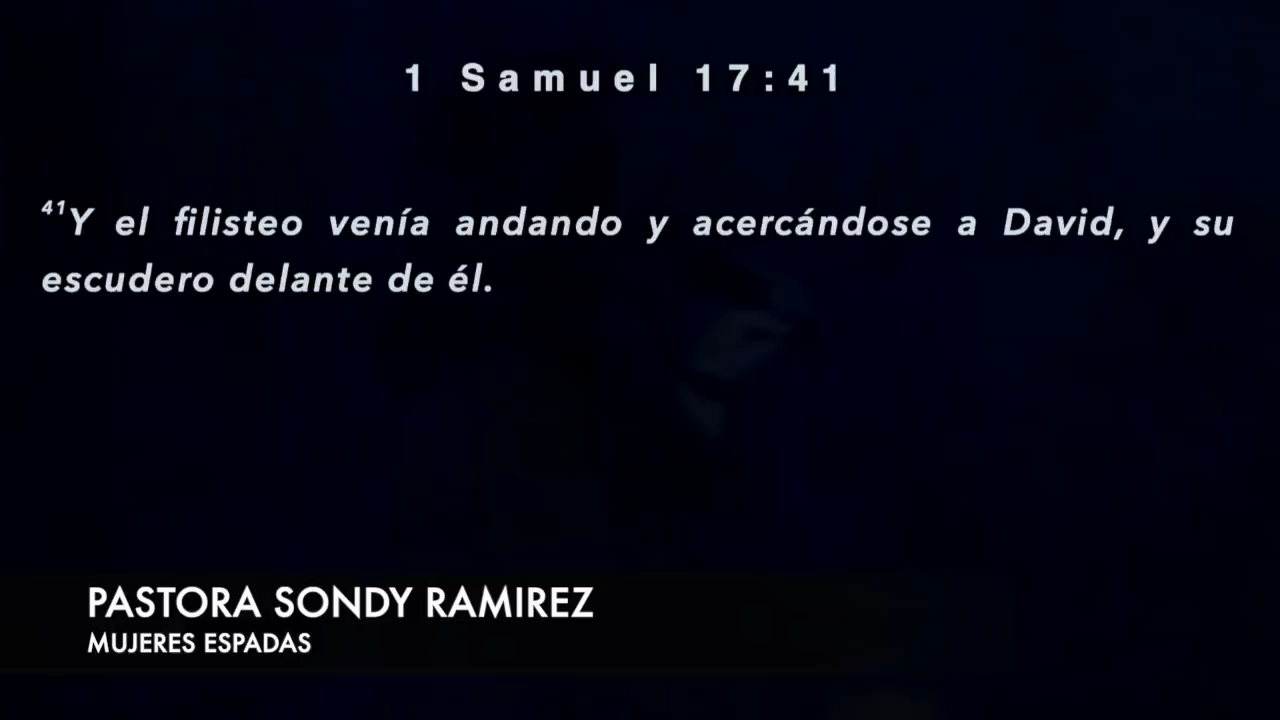 1 Samuel 17:41
⁴¹Y el filisteo venía andando y acercándose a David, y su
escudero delante de él.
PASTORA SONDY RAMIREZ
MUJERES ESPADAS